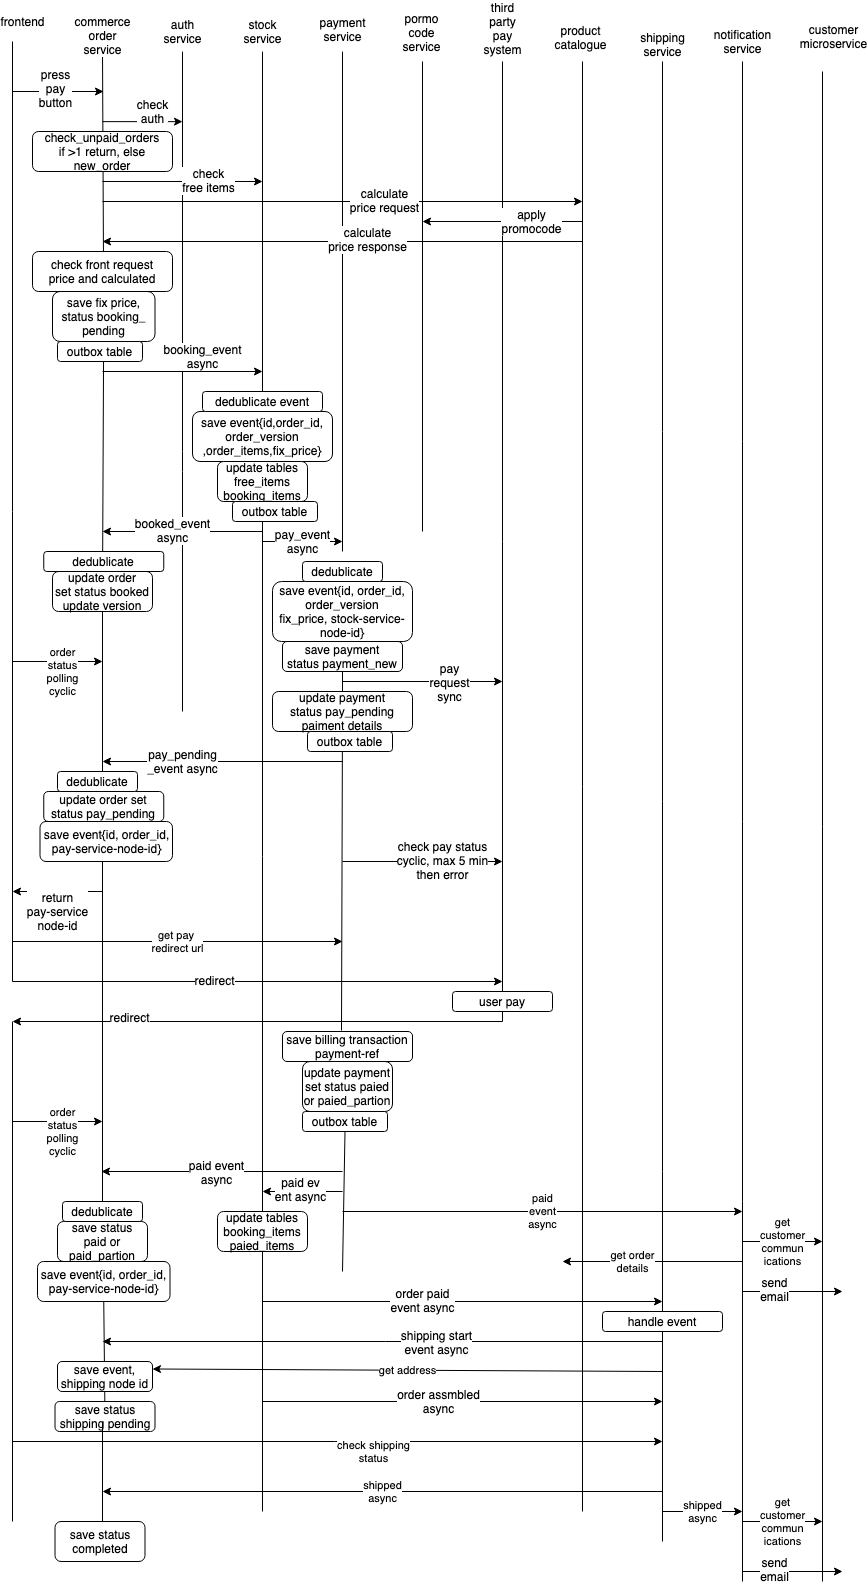 frontend
commerce
order
service
auth
service
stock
service
payment
service
pormo
code
service
third
party
pay
system
product
catalogue
shipping
service
notification
service
customer
microservice
press
pay
button
check
auth
check_unpaid_orders
if >1 return, else
new_order
check
free items
calculate
price request
apply
promocode
calculate
price response
check front request
price and calculated
save fix price,
status booking_
pending
outbox table
booking_event
async
dedublicate event
save event{id,order_id,
order_version
,order_items,fix_price}
update tables
free_items
booking_items
outbox table
booked_event
async
pay_event
async
dedublicate
update order
set status booked
update version
dedublicate
save event{id, order_id,
order_version
fix_price, stock-service-
node-id}
save payment
status payment_new
order
status
polling
cyclic
pay
request
sync
update payment
status pay_pending
paiment details
outbox table
pay_pending
_event async
dedublicate
update order set
status pay_pending
save event{id, order_id,
pay-service-node-id}
check pay status
cyclic, max 5 min
then error
return
pay-service
node-id
get pay
redirect url
redirect
user pay
redirect
save billing transaction
payment-ref
update payment
set status paied
or paied_partion
outbox table
order
status
polling
cyclic
paid event
async
paid ev
ent async
paid
event
async
dedublicate
save status
paid or
paid_partion
save event{id, order_id,
pay-service-node-id}
update tables
booking_items
paied_items
get
customer
commun
ications
get order
details
send
email
order paid
event async
handle event
shipping start
event async
get address
save event,
shipping node id
order assmbled
async
save status
shipping pending
check shipping
status
shipped
async
shipped
async
get
customer
commun
ications
save status
completed
send
email